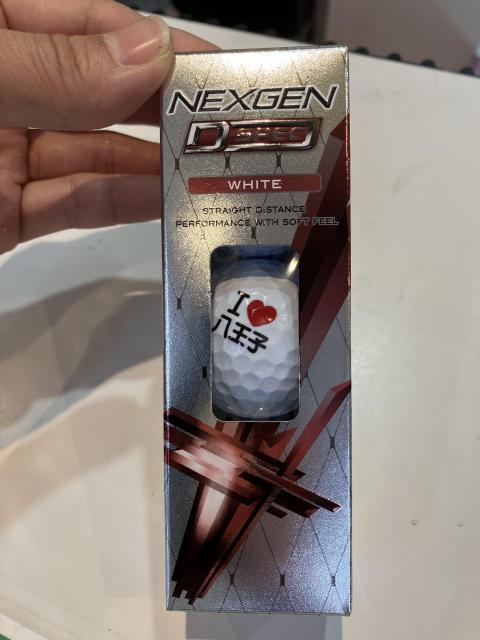 NEXGEN
D SPEC
WHITE
STRAIGHT DISTANCE
PERFORMANCE WITH SOFT FEEL
I❤
八王子